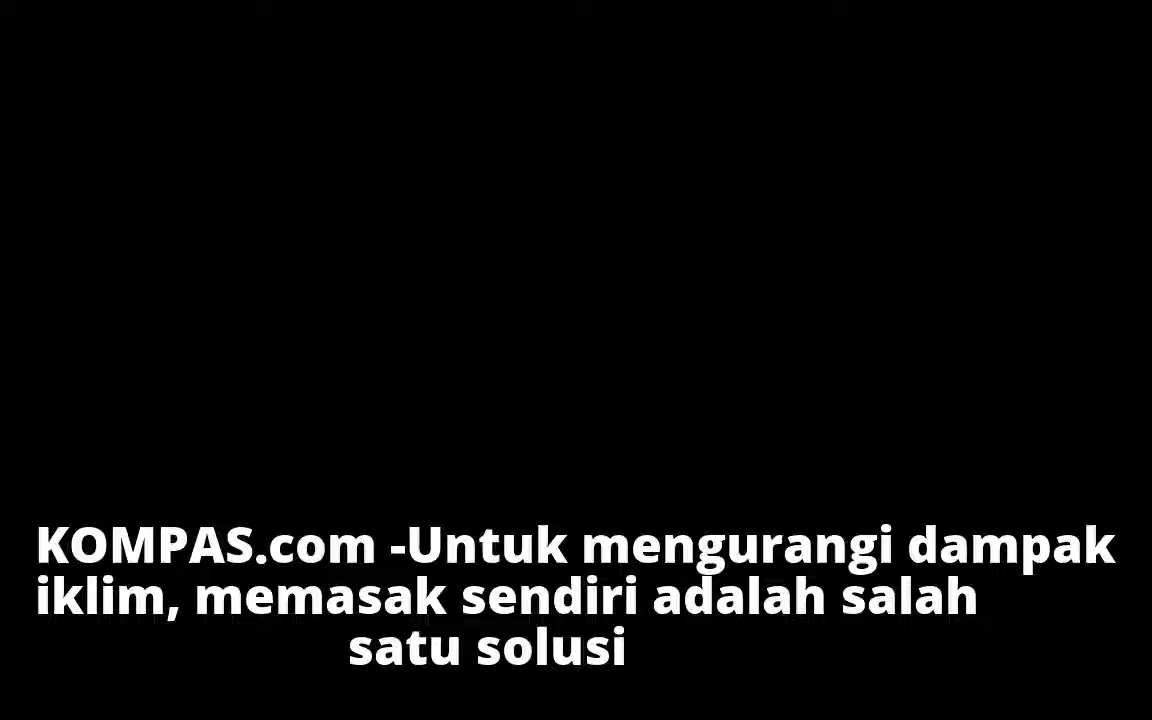 KOMPAS.com -Untuk mengurangi dampak
iklim, memasak sendiri adalah salah
satu solusi